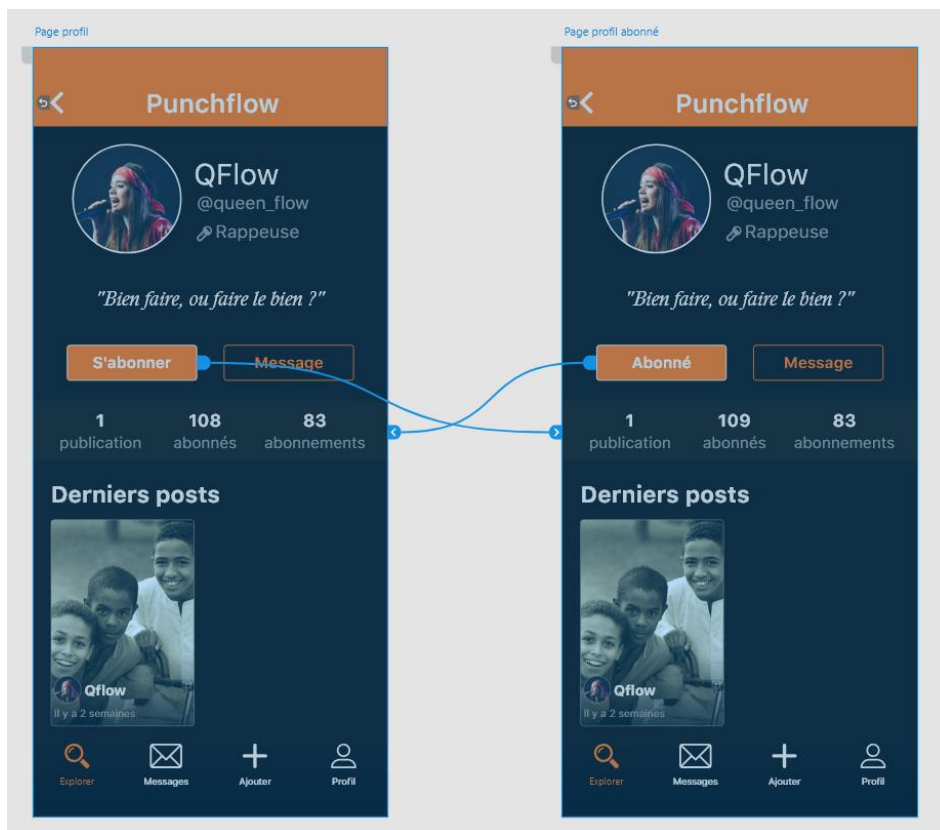 Page profil
Punchflow
QFlow
@queen_flow
Rappeuse
"Bien faire, ou faire le bien ?"
S'abonner Message
1 108 83
publication abonnés abonnements
Derniers posts
Qflow
Il y a 2 semaines
Explorer Messages Ajouter Profil
Page profil abonné
Punchflow
QFlow
@queen_flow
Rappeuse
"Bien faire, ou faire le bien ?"
Abonné Message
1 109 83
publication abonnés abonnements
Derniers posts
Qflow
Il y a 2 semaines
Explorer Messages Ajouter Profil